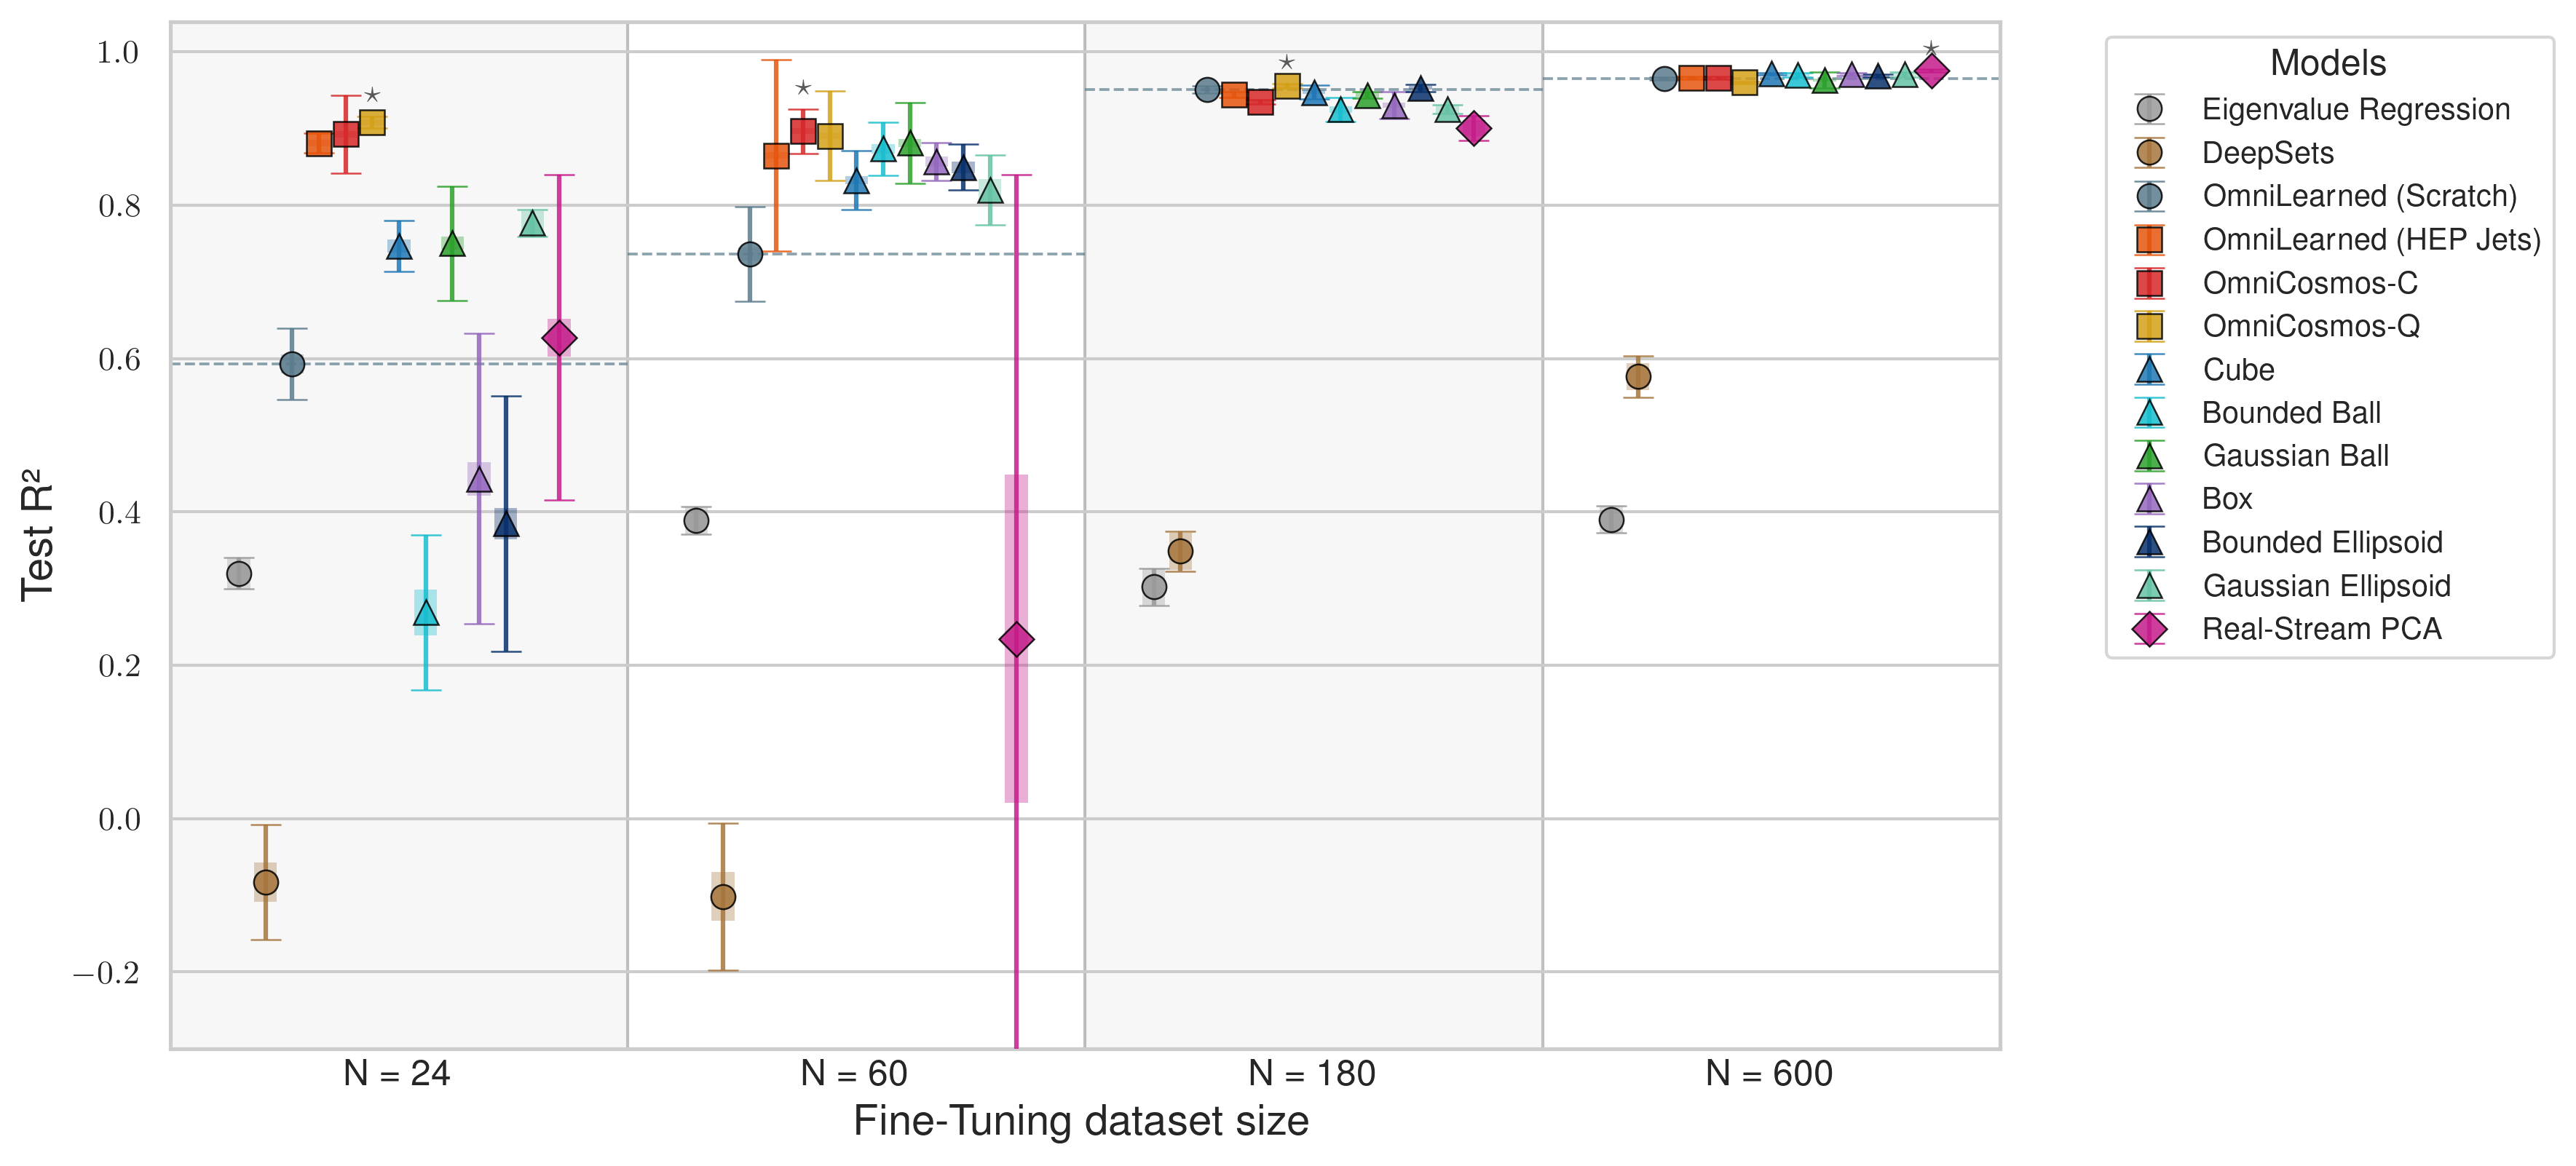 1.0
0.8
0.6
0.4
0.2
0.0
−0.2
Test R²
N = 24
N = 60
N = 180
N = 600
Fine-Tuning dataset size
Models
Eigenvalue Regression
DeepSets
OmniLearned (Scratch)
OmniLearned (HEP Jets)
OmniCosmos-C
OmniCosmos-Q
Cube
Bounded Ball
Gaussian Ball
Box
Bounded Ellipsoid
Gaussian Ellipsoid
Real-Stream PCA